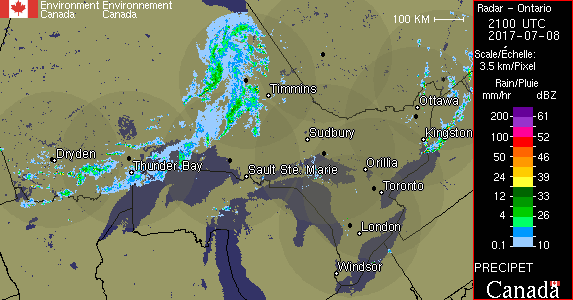 Environment Environnement
Canada Canada
100 KM
Timmins
Ottawa
Sudbury
Kingston
Dryden
Thunder Bay
Sault Ste. Marie
Orillia
Toronto
London
Windsor
Radar - Ontario
2100 UTC
2017-07-08
Scale/Échelle:
3.5 km/Pixel
Rain/Pluie
mm/hr dBZ
200 61
100 52
50 46
24 39
12 33
4 26
0.1 10
PRECIPET
Canada